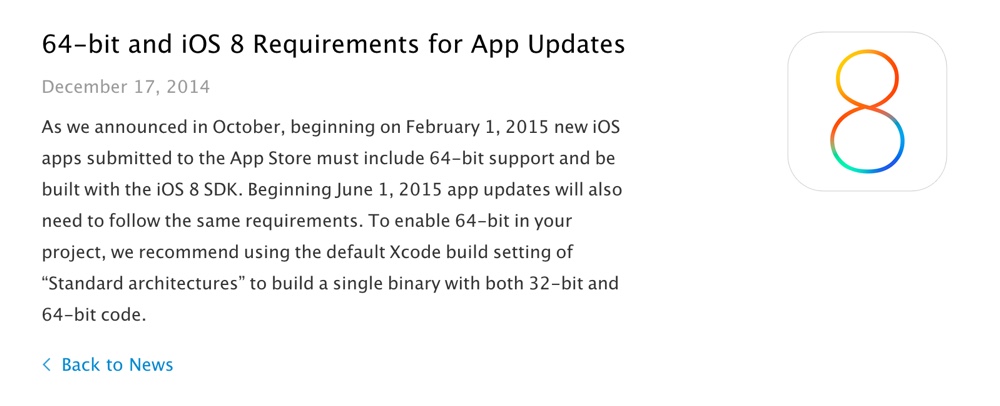 64-bit and iOS 8 Requirements for App Updates
December 17, 2014
As we announced in October, beginning on February 1, 2015 new iOS
apps submitted to the App Store must include 64-bit support and be
built with the iOS 8 SDK. Beginning June 1, 2015 app updates will also
need to follow the same requirements. To enable 64-bit in your
project, we recommend using the default Xcode build setting of
“Standard architectures” to build a single binary with both 32-bit and
64-bit code.
Back to News
8